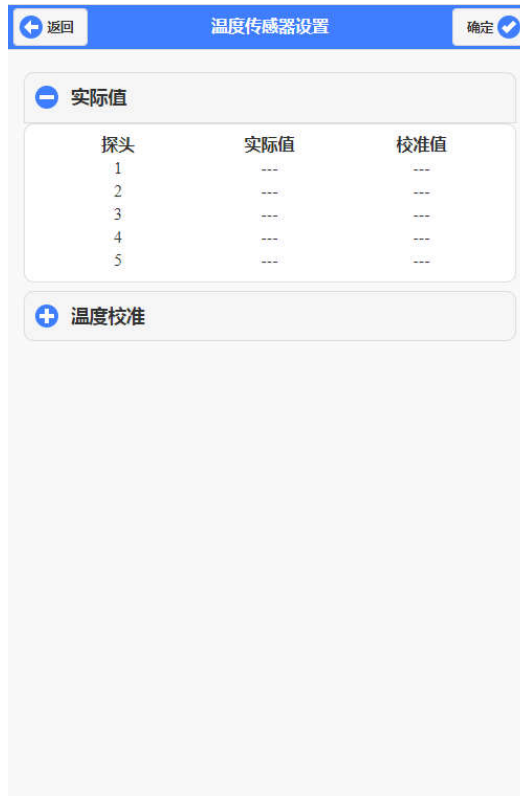 返回 温度传感器设置 确定
实际值
探头 实际值 校准值
1 --- ---
2 --- ---
3 --- ---
4 --- ---
5 --- ---
温度校准